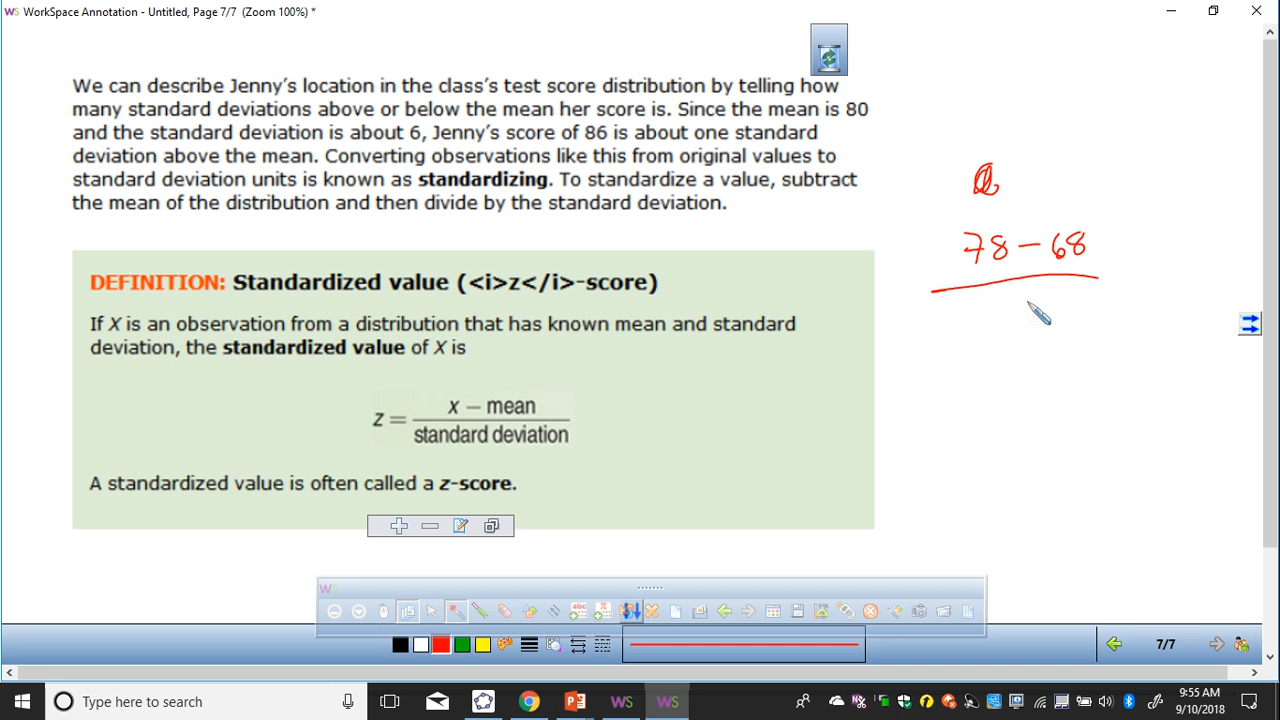 WS WorkSpace Annotation - Untitled, Page 7/7 (Zoom 100%) *
We can describe Jenny's location in the class's test score distribution by telling how
many standard deviations above or below the mean her score is. Since the mean is 80
and the standard deviation is about 6, Jenny's score of 86 is about one standard
deviation above the mean. Converting observations like this from original values to
standard deviation units is known as standardizing. To standardize a value, subtract
the mean of the distribution and then divide by the standard deviation.
78 – 68
DEFINITION: Standardized value (<i>z</i>-score)
If X is an observation from a distribution that has known mean and standard
deviation, the standardized value of X is
z = x – mean
standard deviation
A standardized value is often called a z-score.
WS
abc
π
7/7
Type here to search
WS
WS
9:55 AM
9/10/2018